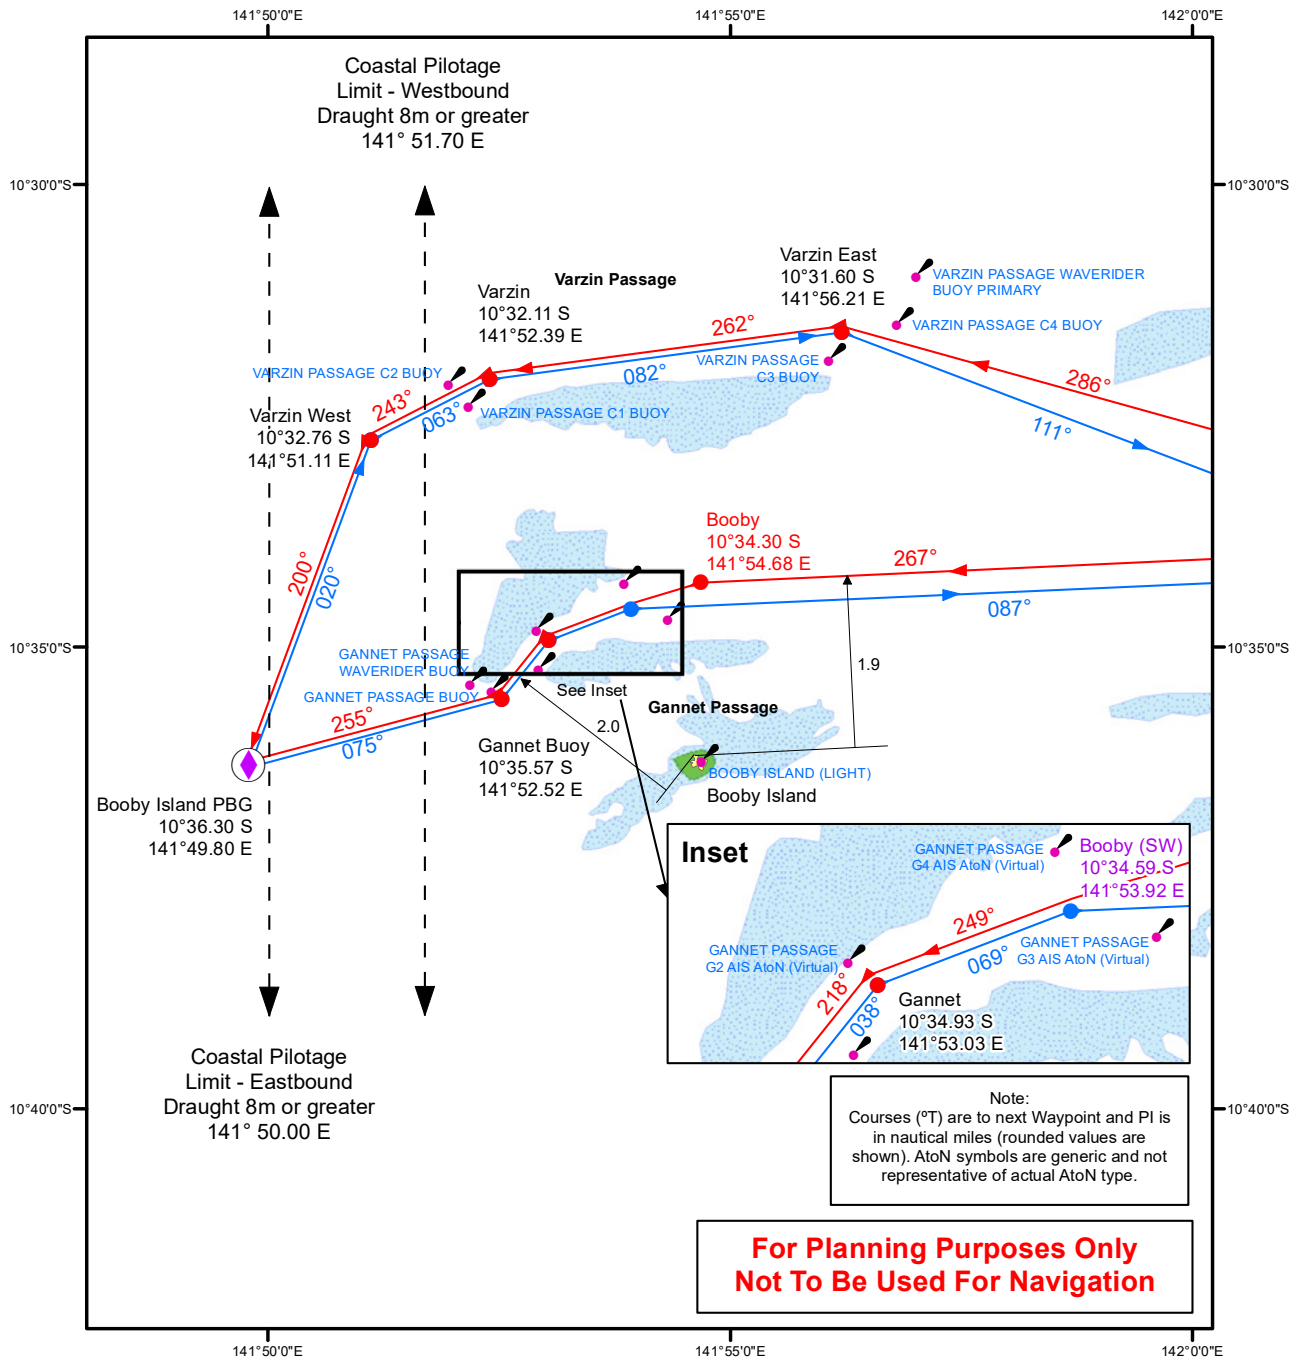 141°50'0"E
141°55'0"E
142°0'0"E
Coastal Pilotage
Limit - Westbound
Draught 8m or greater
141° 51.70 E
10°30'0"S
10°30'0"S
Varzin East
10°31.60 S
141°56.21 E
VARZIN PASSAGE WAVERIDER
BUOY PRIMARY
Varzin Passage
Varzin
10°32.11 S
141°52.39 E
262°
VARZIN PASSAGE C4 BUOY
VARZIN PASSAGE
C3 BUOY
082°
286°
VARZIN PASSAGE C2 BUOY
243°
063°
VARZIN PASSAGE C1 BUOY
111°
Varzin West
10°32.76 S
141°51.11 E
Booby
10°34.30 S
141°54.68 E
267°
087°
200°
020°
10°35'0"S
10°35'0"S
GANNET PASSAGE
WAVERIDER BUOY
GANNET PASSAGE BUOY
See Inset
1.9
Gannet Passage
2.0
255°
075°
Gannet Buoy
10°35.57 S
141°52.52 E
BOOBY ISLAND (LIGHT)
Booby Island
Booby Island PBG
10°36.30 S
141°49.80 E
Inset
GANNET PASSAGE
G4 AIS AtoN (Virtual)
Booby (SW)
10°34.59 S
141°53.92 E
249°
069°
GANNET PASSAGE
G3 AIS AtoN (Virtual)
GANNET PASSAGE
G2 AIS AtoN (Virtual)
218°
038°
Gannet
10°34.93 S
141°53.03 E
Coastal Pilotage
Limit - Eastbound
Draught 8m or greater
141° 50.00 E
10°40'0"S
10°40'0"S
Note:
Courses (ºT) are to next Waypoint and PI is
in nautical miles (rounded values are
shown). AtoN symbols are generic and not
representative of actual AtoN type.
For Planning Purposes Only
Not To Be Used For Navigation
141°50'0"E
141°55'0"E
142°0'0"E